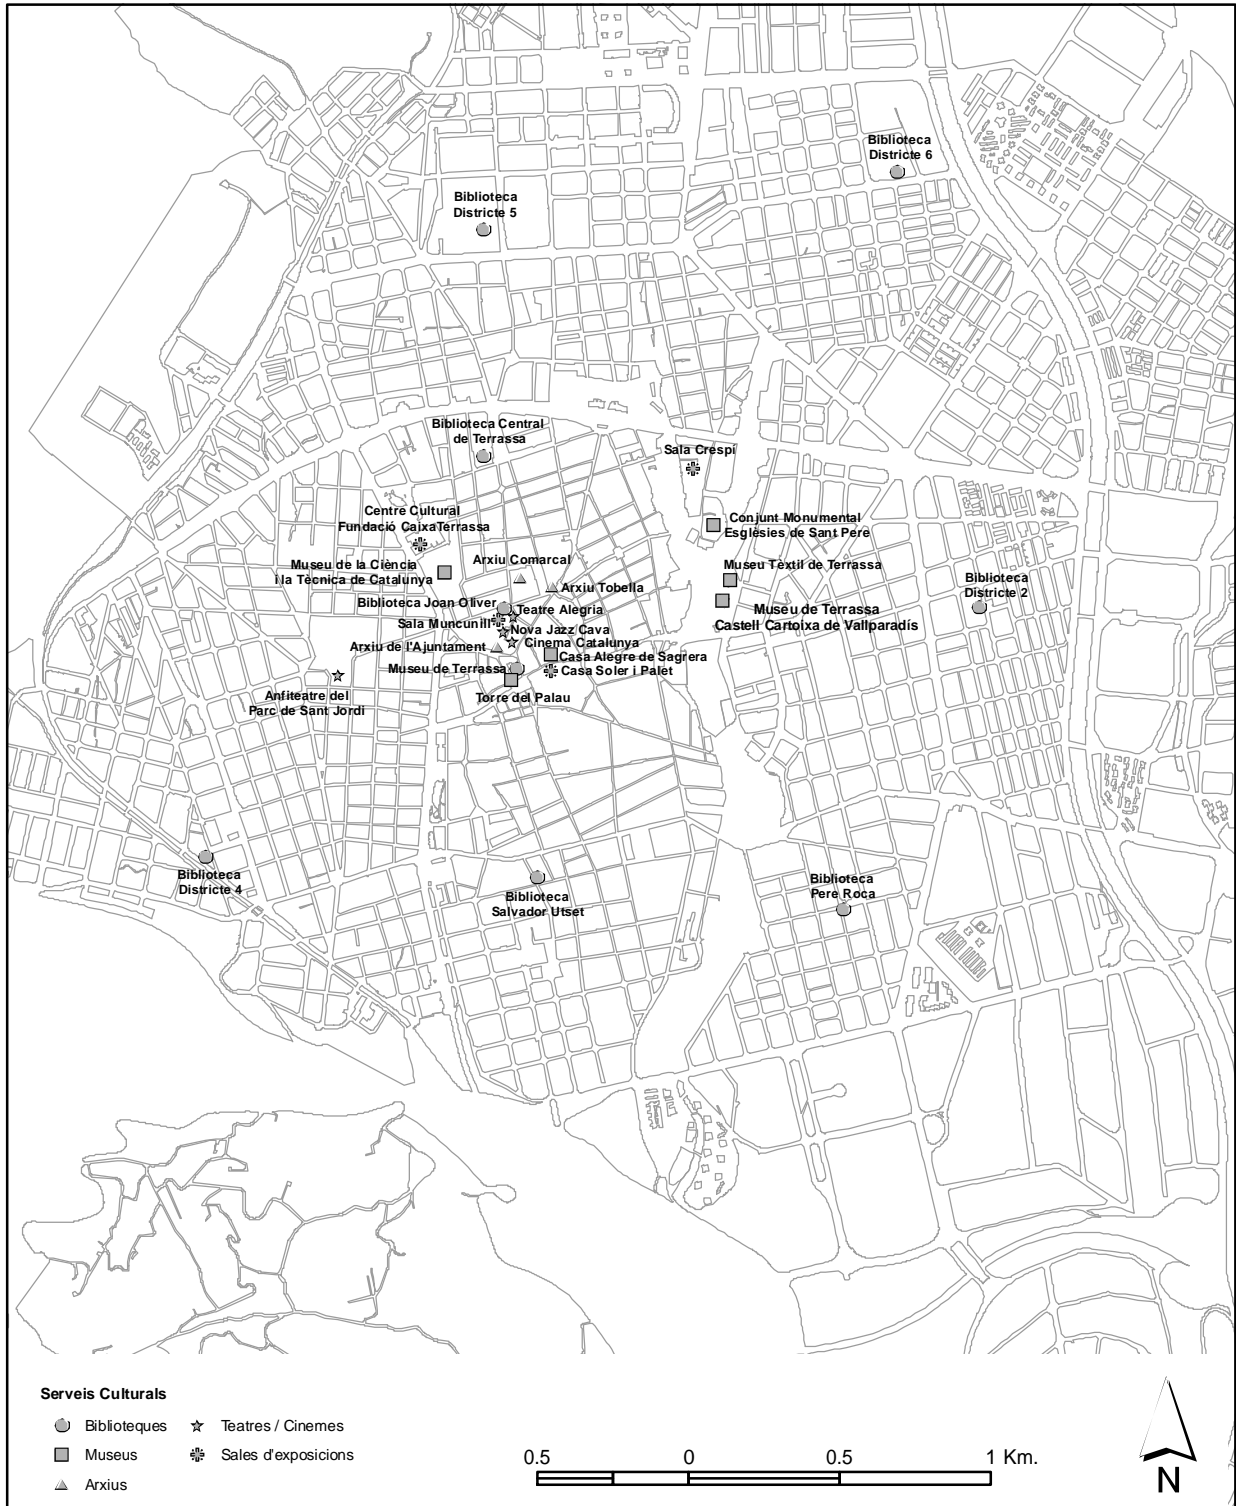 Biblioteca
Districte 6
Biblioteca
Districte 5
Biblioteca Central
de Terrassa
Sala Crespi
Centre Cultural
Fundació CaixaTerrassa
Conjunt Monumental
Esglèsies de Sant Pere
Arxiu Comarcal
Museu de la Ciència
i la Tècnica de Catalunya
Museu Tèxtil de Terrassa
Arxiu Tobella
Biblioteca
Districte 2
Biblioteca Joan Oliver
Teatre Alegria
Museu de Terrassa
Castell Cartoixa de Vallparadís
Sala Muncunill
Nova Jazz Cava
Cinema Catalunya
Arxiu de l'Ajuntament
Casa Alegre de Sagrera
Museu de Terrassa
Casa Soler i Palet
Torre del Palau
Anfiteatre del
Parc de Sant Jordi
Biblioteca
Districte 4
Biblioteca
Salvador Utset
Biblioteca
Pere Roca
Serveis Culturals
Biblioteques
Teatres / Cinemes
Museus
Sales d'exposicions
Arxius
0.5 0 0.5 1 Km.
N